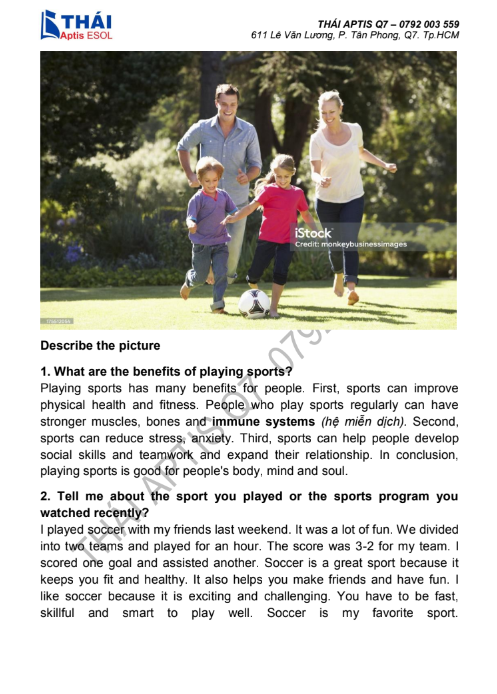 THÁI
Aptis ESOL
THÁI APTIS Q7 – 0792 003 559
611 Lê Văn Lương, P. Tân Phong, Q7. Tp.HCM
iStock
Credit: monkeybusinessimages
Describe the picture
1. What are the benefits of playing sports?
Playing sports has many benefits for people. First, sports can improve
physical health and fitness. People who play sports regularly can have
stronger muscles, bones and immune systems (hệ miễn dịch). Second,
sports can reduce stress, anxiety. Third, sports can help people develop
social skills and teamwork and expand their relationship. In conclusion,
playing sports is good for people's body, mind and soul.
2. Tell me about the sport you played or the sports program you
watched recently?
I played soccer with my friends last weekend. It was a lot of fun. We divided
into two teams and played for an hour. The score was 3-2 for my team. I
scored one goal and assisted another. Soccer is a great sport because it
keeps you fit and healthy. It also helps you make friends and have fun. I
like soccer because it is exciting and challenging. You have to be fast,
skillful and smart to play well. Soccer is my favorite sport.
THÁI APTIS Q7 079